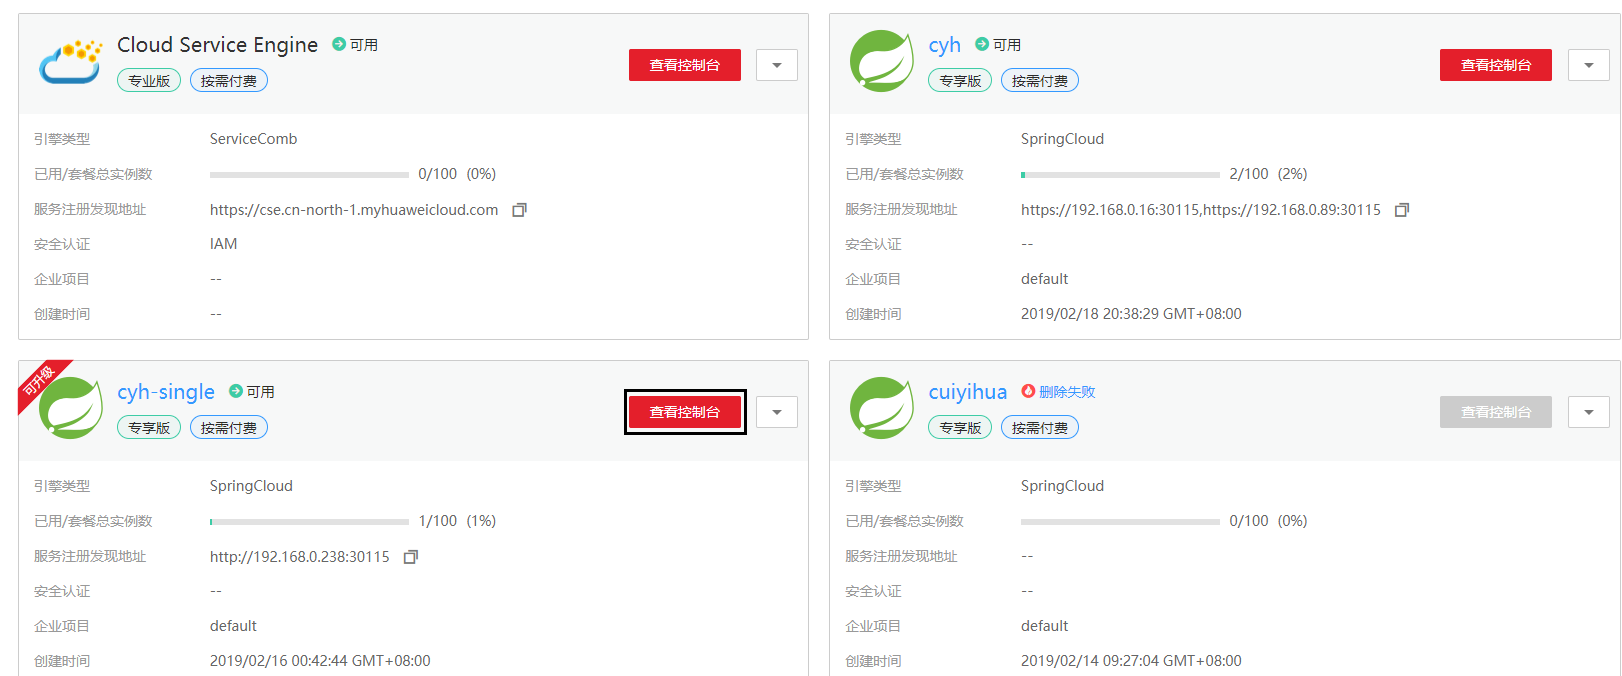 Cloud Service Engine 可用
专业版 按需付费
查看控制台
引擎类型 ServiceComb
已用/套餐总实例数 0/100 (0%)
服务注册发现地址 https://cse.cn-north-1.myhuaweicloud.com
安全认证 IAM
企业项目 --
创建时间 --
cyh 可用
专享版 按需付费
查看控制台
引擎类型 SpringCloud
已用/套餐总实例数 2/100 (2%)
服务注册发现地址 https://192.168.0.16:30115,https://192.168.0.89:30115
安全认证 --
企业项目 default
创建时间 2019/02/18 20:38:29 GMT+08:00
可升级
cyh-single 可用
专享版 按需付费
查看控制台
引擎类型 SpringCloud
已用/套餐总实例数 1/100 (1%)
服务注册发现地址 http://192.168.0.238:30115
安全认证 --
企业项目 default
创建时间 2019/02/16 00:42:44 GMT+08:00
cuiyihua 删除失败
专享版 按需付费
查看控制台
引擎类型 SpringCloud
已用/套餐总实例数 0/100 (0%)
服务注册发现地址 --
安全认证 --
企业项目 default
创建时间 2019/02/14 09:27:04 GMT+08:00